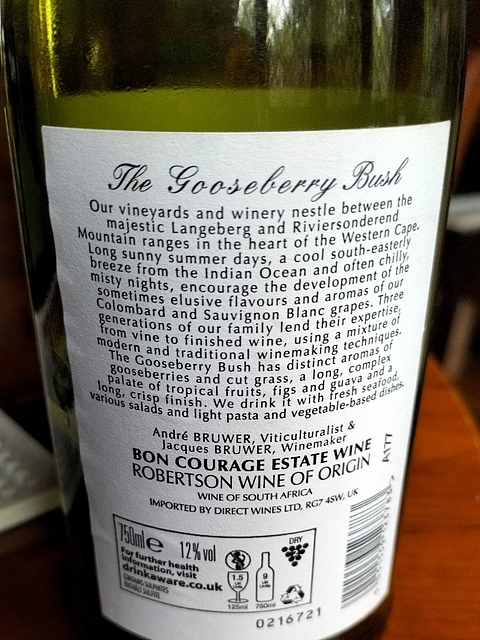 The Gooseberry Bush
Our vineyards and winery nestle between the
majestic Langeberg and Riviersonderend
Mountain ranges in the heart of the Western Cape.
Long sunny summer days, a cool south-easterly
breeze from the Indian Ocean and often chilly,
misty nights, encourage the development of the
sometimes elusive flavours and aromas of our
Colombard and Sauvignon Blanc grapes. Three
generations of our family lend their expertise,
from vine to finished wine, using a mixture of
modern and traditional winemaking techniques.
The Gooseberry Bush has distinct aromas of
gooseberries and cut grass, a long, complex
palate of tropical fruits, figs and guava and a
long, crisp finish. We drink it with fresh seafood,
various salads and light pasta and vegetable-based dishes.
André BRUWER, Viticulturalist &
Jacques BRUWER, Winemaker
BON COURAGE ESTATE WINE
ROBERTSON WINE OF ORIGIN
A177
WINE OF SOUTH AFRICA
IMPORTED BY DIRECT WINES LTD, RG7 4SW, UK
750ml e 12% vol
For further health
information, visit
drinkaware.co.uk
CONTAINS SULPHITES
DRY
1.5
9
125ml 750ml
0216721